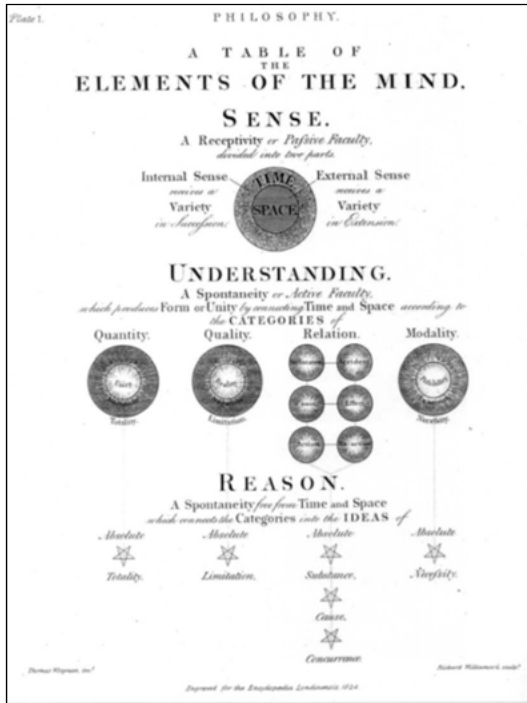 Plate 1.
PHILOSOPHY.
A TABLE OF
THE
ELEMENTS OF THE MIND.
SENSE.
A Receptivity or Passive Faculty,
divided into two parts.
Internal Sense
receives a
Variety
in Succession.
TIME
SPACE
External Sense
receives a
Variety
in Extension.
UNDERSTANDING.
A Spontaneity or Active Faculty,
which produces Form or Unity by connecting Time and Space according to
the CATEGORIES of
Quantity. Quality. Relation. Modality.
Totality. Limitation.
REASON.
A Spontaneity free from Time and Space
which connects the Categories into the IDEAS of
Absolute Absolute Absolute Absolute
Totality. Limitation. Substance, Necessity.
Cause,
Concurrence
Thomas Wirgman, inv.t
Engraved for the Encyclopædia Londinensis, 1824.